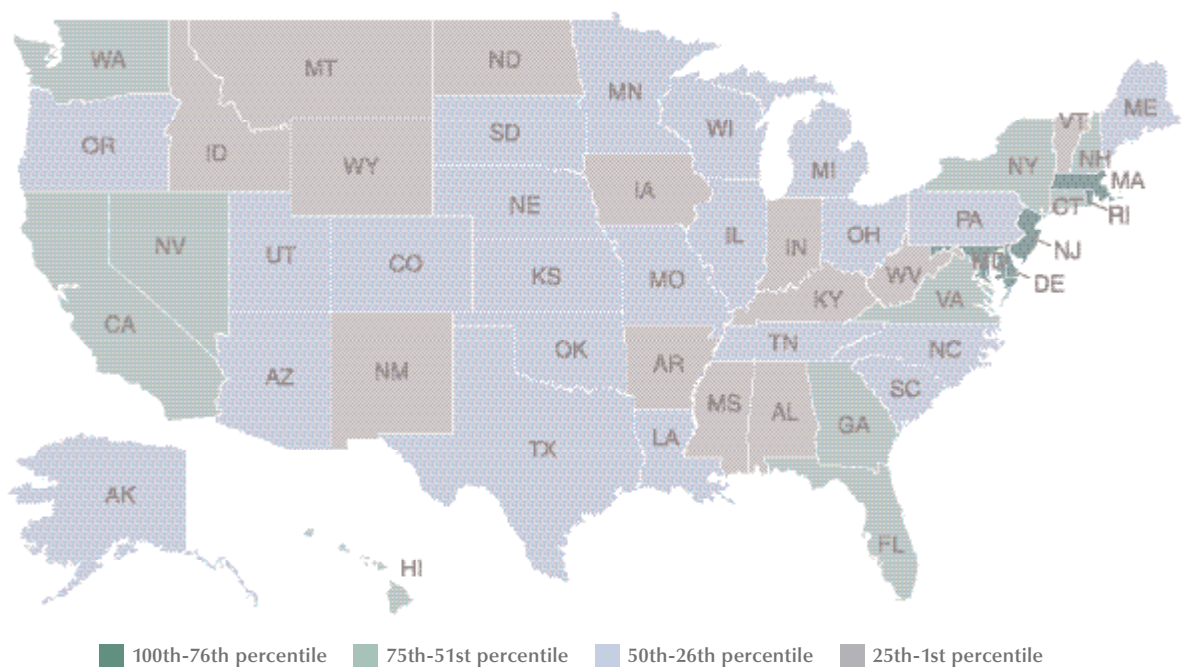 WA
MT
ND
MN
ME
OR
ID
SD
WI
VT
WY
NH
NY
MI
MA
IA
NE
CT
RI
PA
NV
UT
CO
IL
IN
OH
NJ
MD
KS
MO
WV
DE
KY
VA
CA
TN
NC
OK
AZ
NM
AR
SC
MS
AL
GA
LA
TX
AK
FL
HI
100th-76th percentile 75th-51st percentile 50th-26th percentile 25th-1st percentile